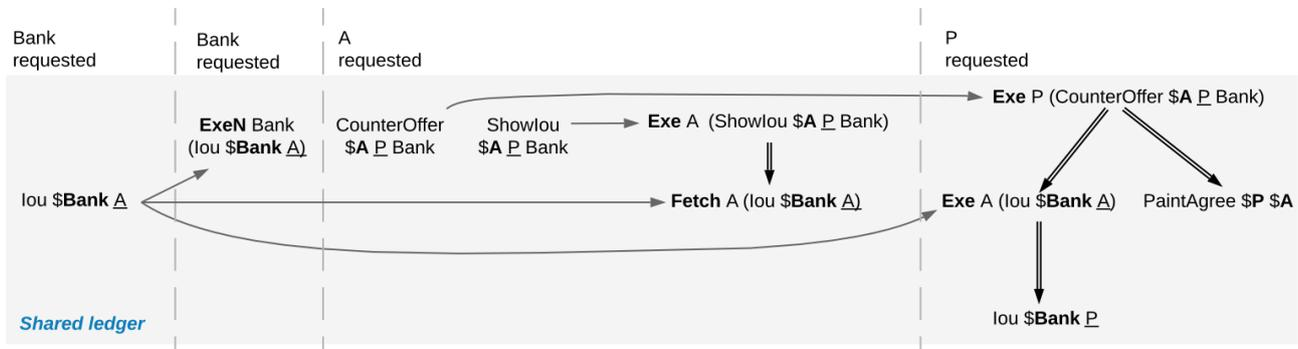 Bank
requested
Bank
requested
A
requested
P
requested
Exe P (CounterOffer $A P Bank)
ExeN Bank
(Iou $Bank A)
CounterOffer
$A P Bank
ShowIou
$A P Bank
Exe A (ShowIou $A P Bank)
Iou $Bank A
Fetch A (Iou $Bank A)
Exe A (Iou $Bank A)
PaintAgree $P $A
Iou $Bank P
Shared ledger